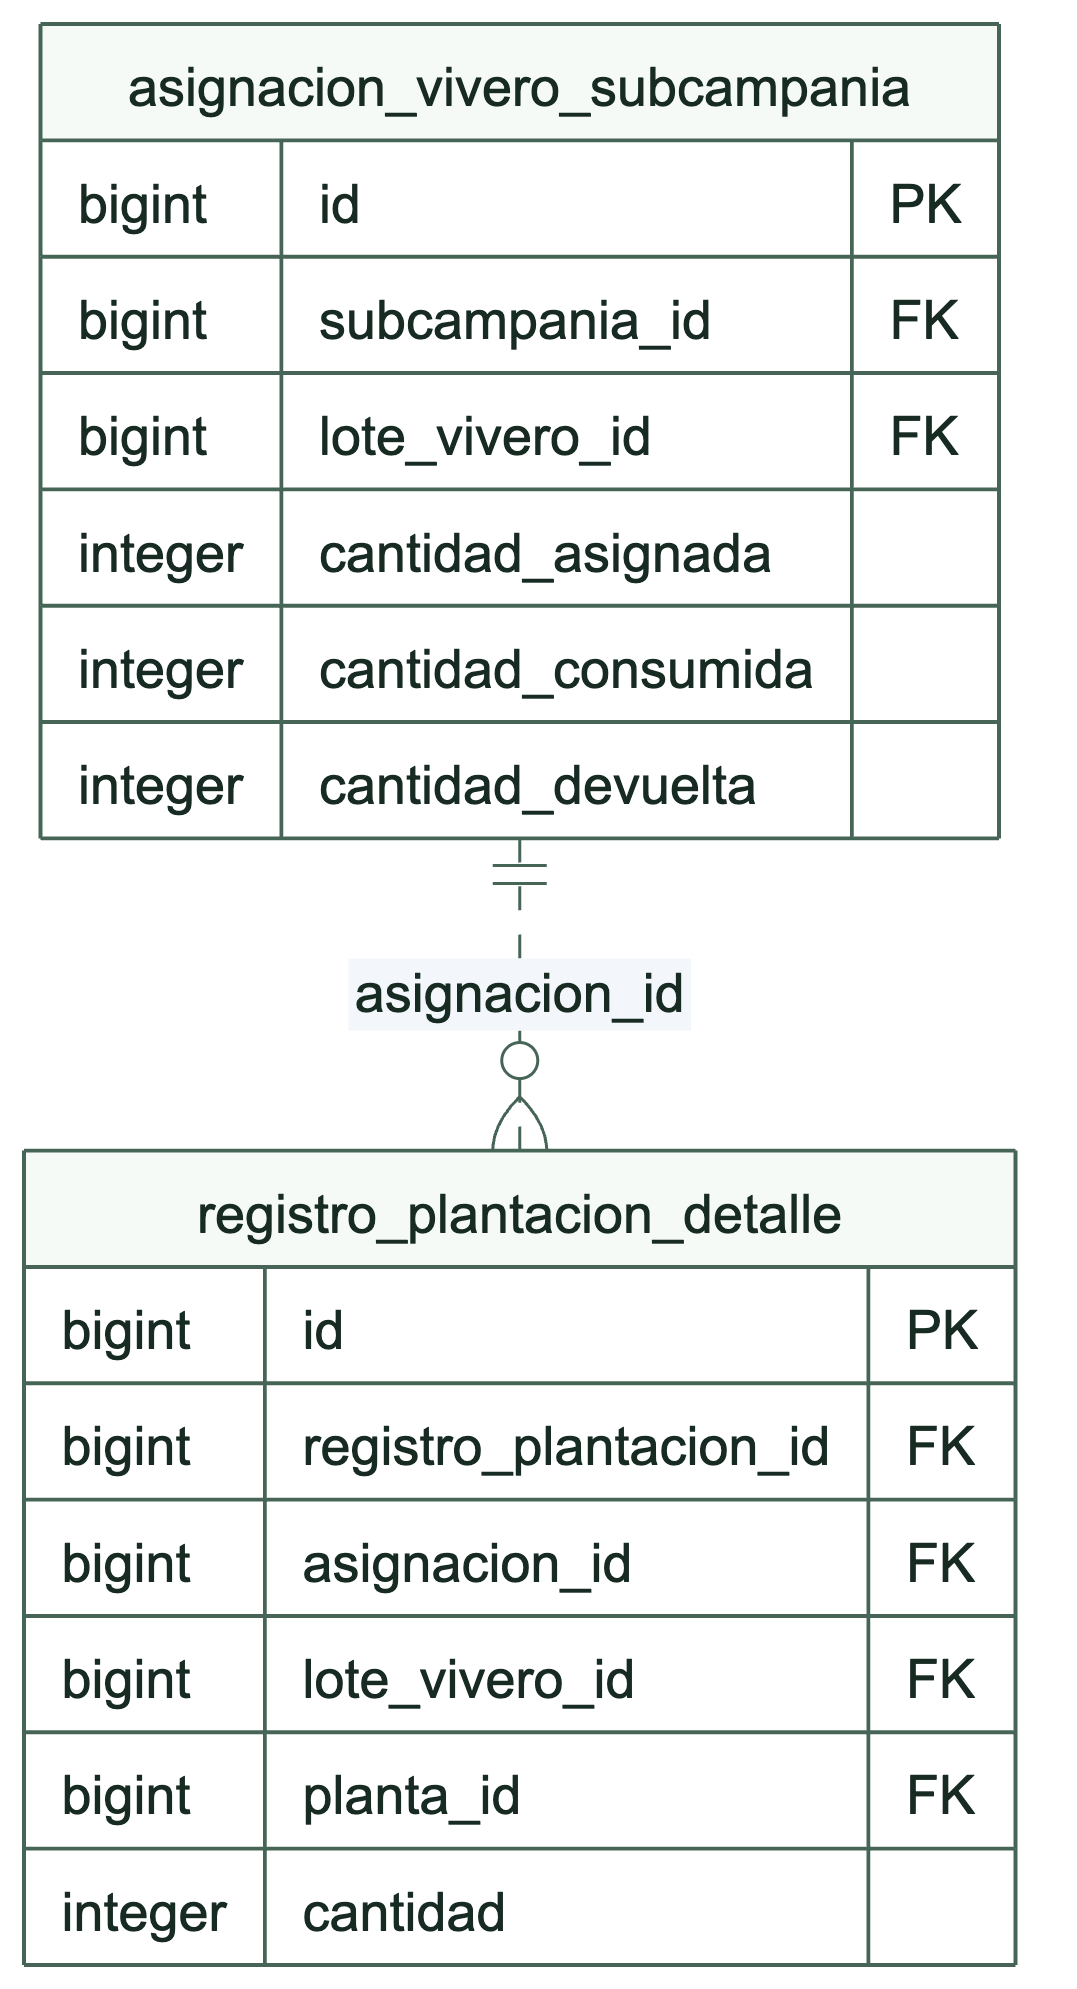 asignacion_vivero_subcampania
bigint id PK
bigint subcampania_id FK
bigint lote_vivero_id FK
integer cantidad_asignada
integer cantidad_consumida
integer cantidad_devuelta
asignacion_id
registro_plantacion_detalle
bigint id PK
bigint registro_plantacion_id FK
bigint asignacion_id FK
bigint lote_vivero_id FK
bigint planta_id FK
integer cantidad